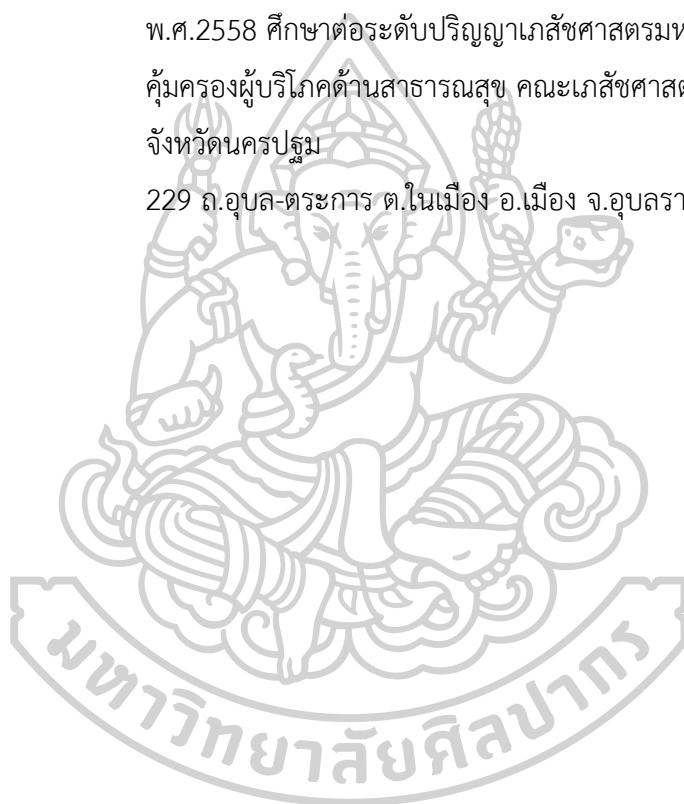 พ.ศ.2558 ศึกษาต่อระดับปริญญาเภสัชศาสตรมห
คุ้มครองผู้บริโภคด้านสาธารณสุข คณะเภสัชศาสต
จังหวัดนครปฐม
229 ถ.อุบล-ตระการ ต.ในเมือง อ.เมือง จ.อุบลรา
มหาวิทยาลัยศิลปากร